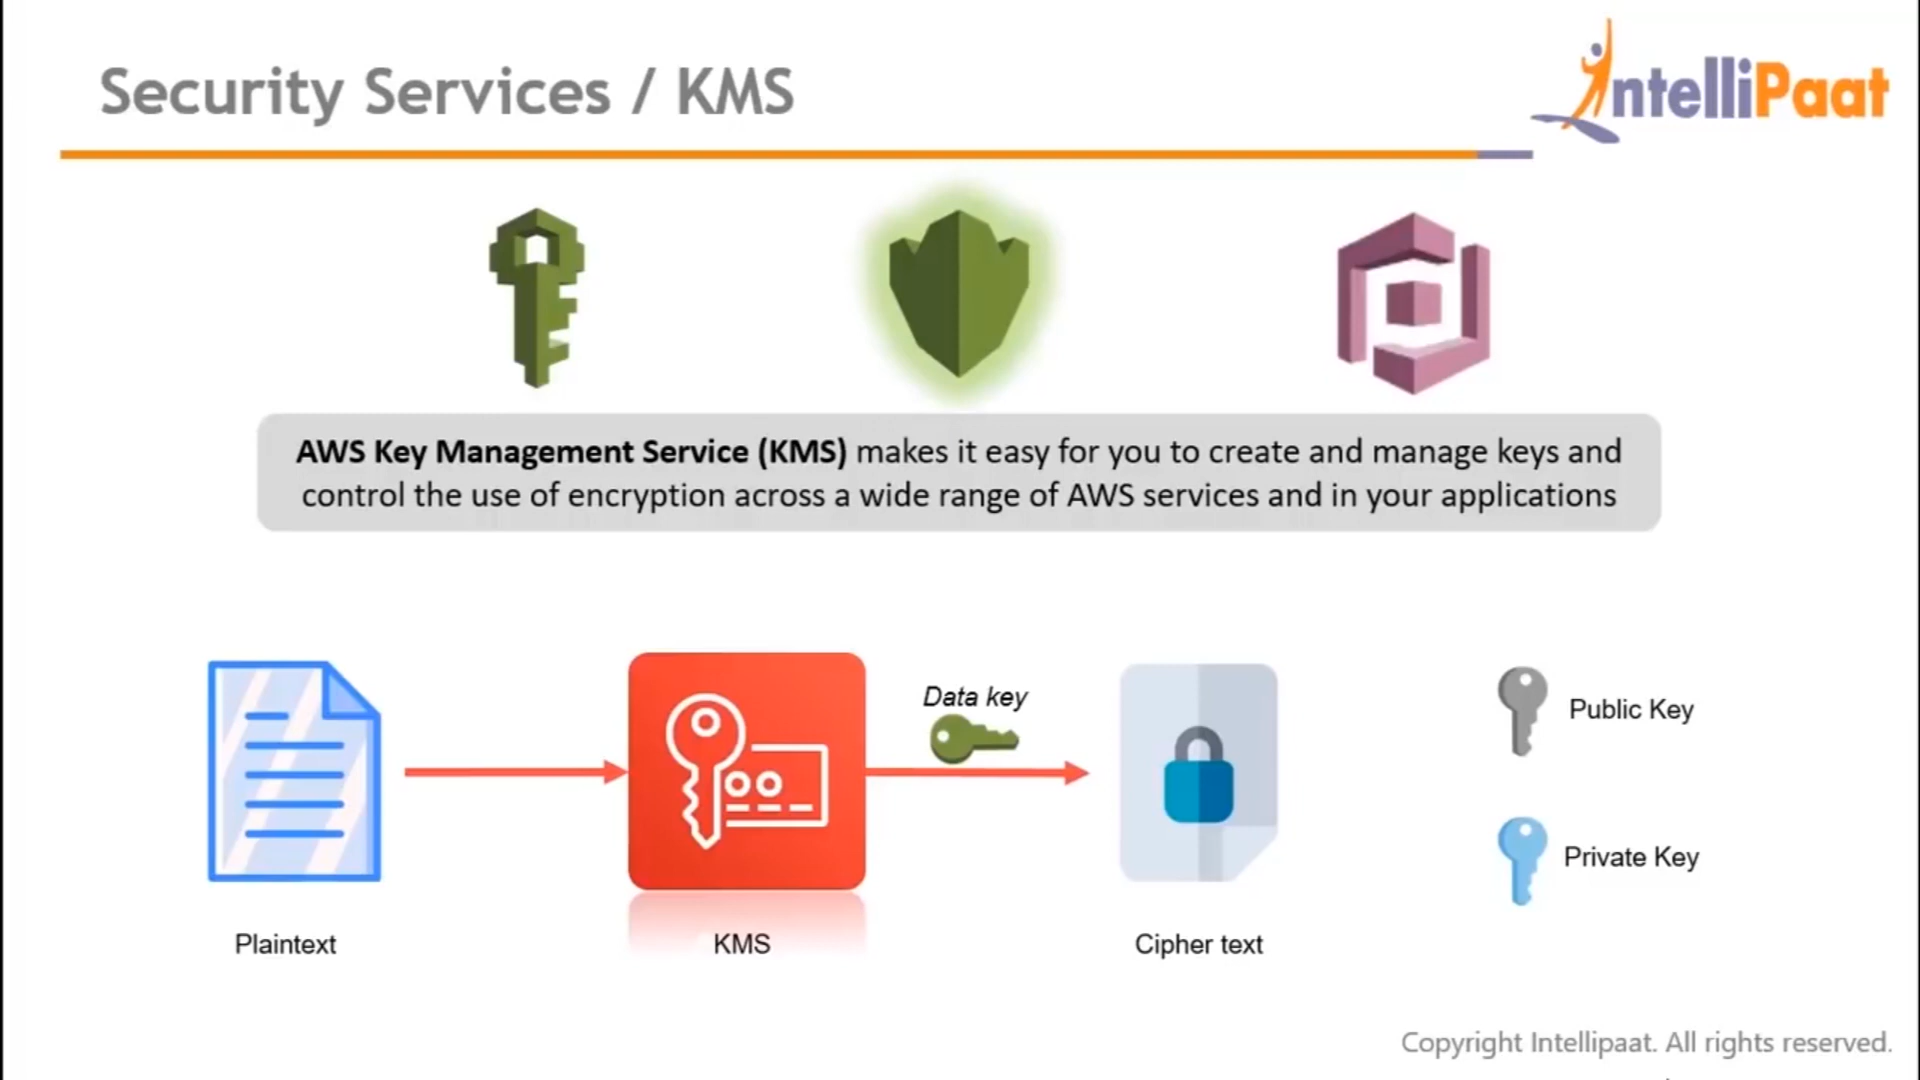 Security Services / KMS
IntelliPaat
AWS Key Management Service (KMS) makes it easy for you to create and manage keys and
control the use of encryption across a wide range of AWS services and in your applications
Data key
Public Key
Private Key
Plaintext
KMS
Cipher text
Copyright Intellipaat. All rights reserved.